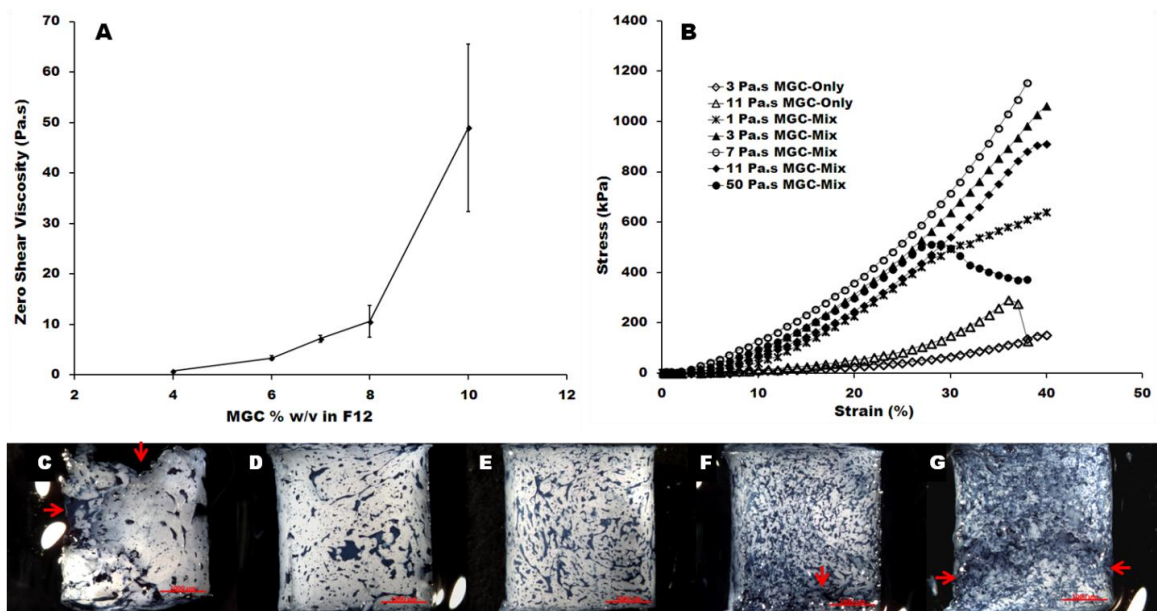 A
70
60
50
40
30
20
10
0
Zero Shear Viscosity (Pa.s)
2
4
6
8
10
12
MGC % w/v in F12
B
1400
1200
1000
800
600
400
200
0
Stress (kPa)
3 Pa.s MGC-Only
11 Pa.s MGC-Only
1 Pa.s MGC-Mix
3 Pa.s MGC-Mix
7 Pa.s MGC-Mix
11 Pa.s MGC-Mix
50 Pa.s MGC-Mix
0
10
20
30
40
50
Strain (%)
C
D
E
F
G